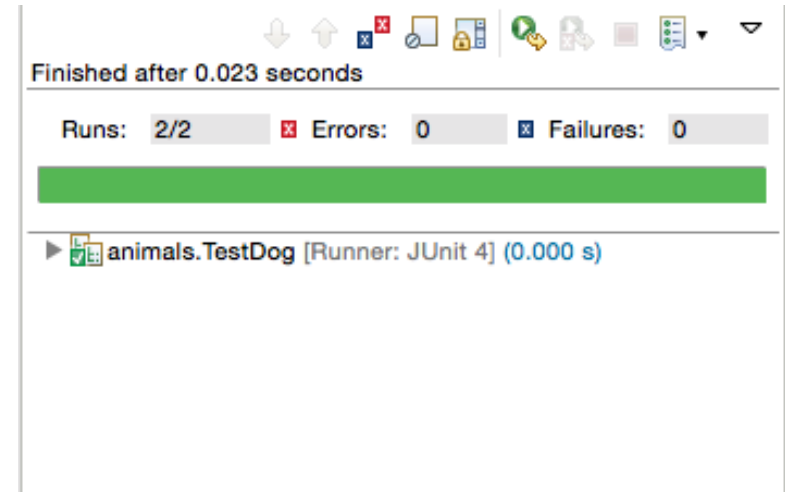 Finished after 0.023 seconds
Runs: 2/2 Errors: 0 Failures: 0
animals.TestDog [Runner: JUnit 4] (0.000 s)